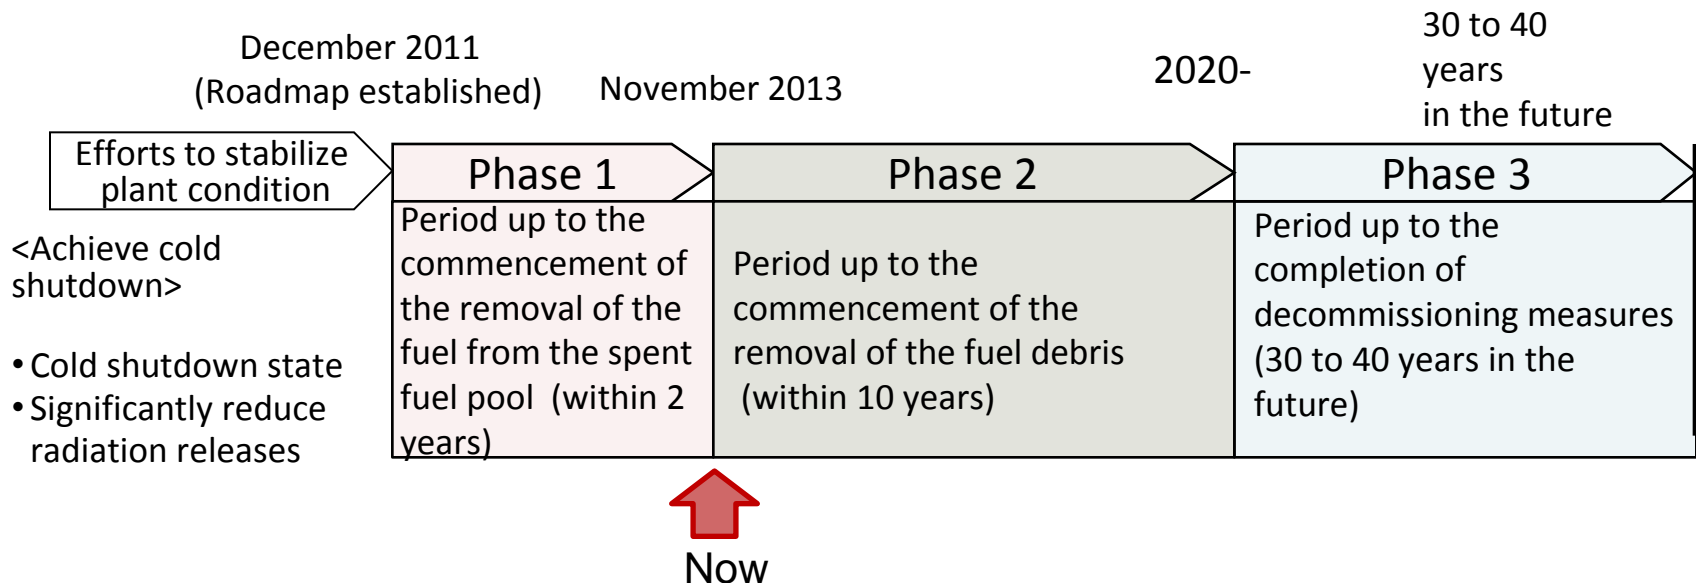 December 2011
(Roadmap established)
November 2013
2020-
30 to 40
years
in the future
Efforts to stabilize
plant condition
Phase 1
Phase 2
Phase 3
<Achieve cold
shutdown>
• Cold shutdown state
• Significantly reduce
radiation releases
Period up to the
commencement of
the removal of the
fuel from the spent
fuel pool (within 2
years)
Period up to the
commencement of the
removal of the fuel debris
(within 10 years)
Period up to the
completion of
decommissioning measures
(30 to 40 years in the
future)
Now